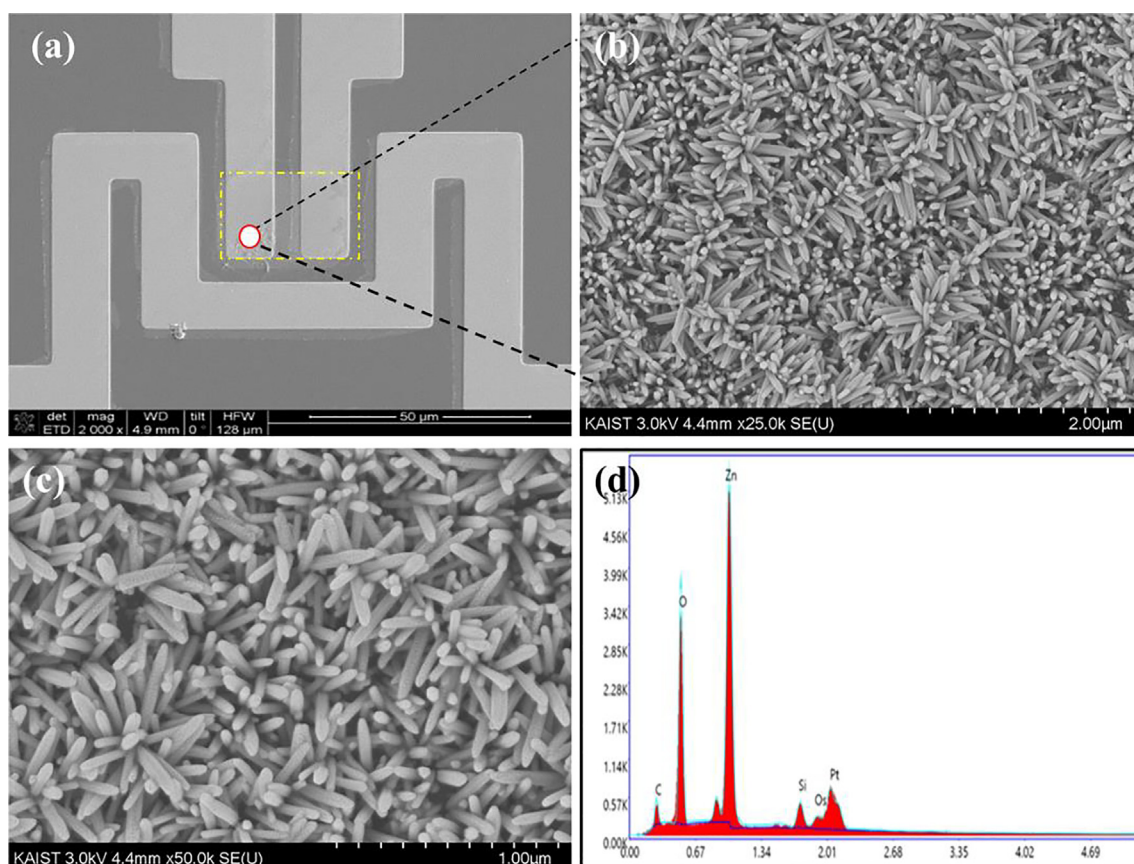 (a)
det mag WD tilt HFW
ETD 2 000 x 4.9 mm 0° 128 µm
50 µm
(b)
KAIST 3.0kV 4.4mm x25.0k SE(U) 2.00µm
(c)
KAIST 3.0kV 4.4mm x50.0k SE(U) 1.00µm
(d)
5.13K
4.56K
3.99K
3.42K
2.85K
2.28K
1.71K
1.14K
0.57K
0.00K
C
O
Zn
Si
Os
Pt
0.00 0.67 1.34 2.01 2.68 3.35 4.02 4.69